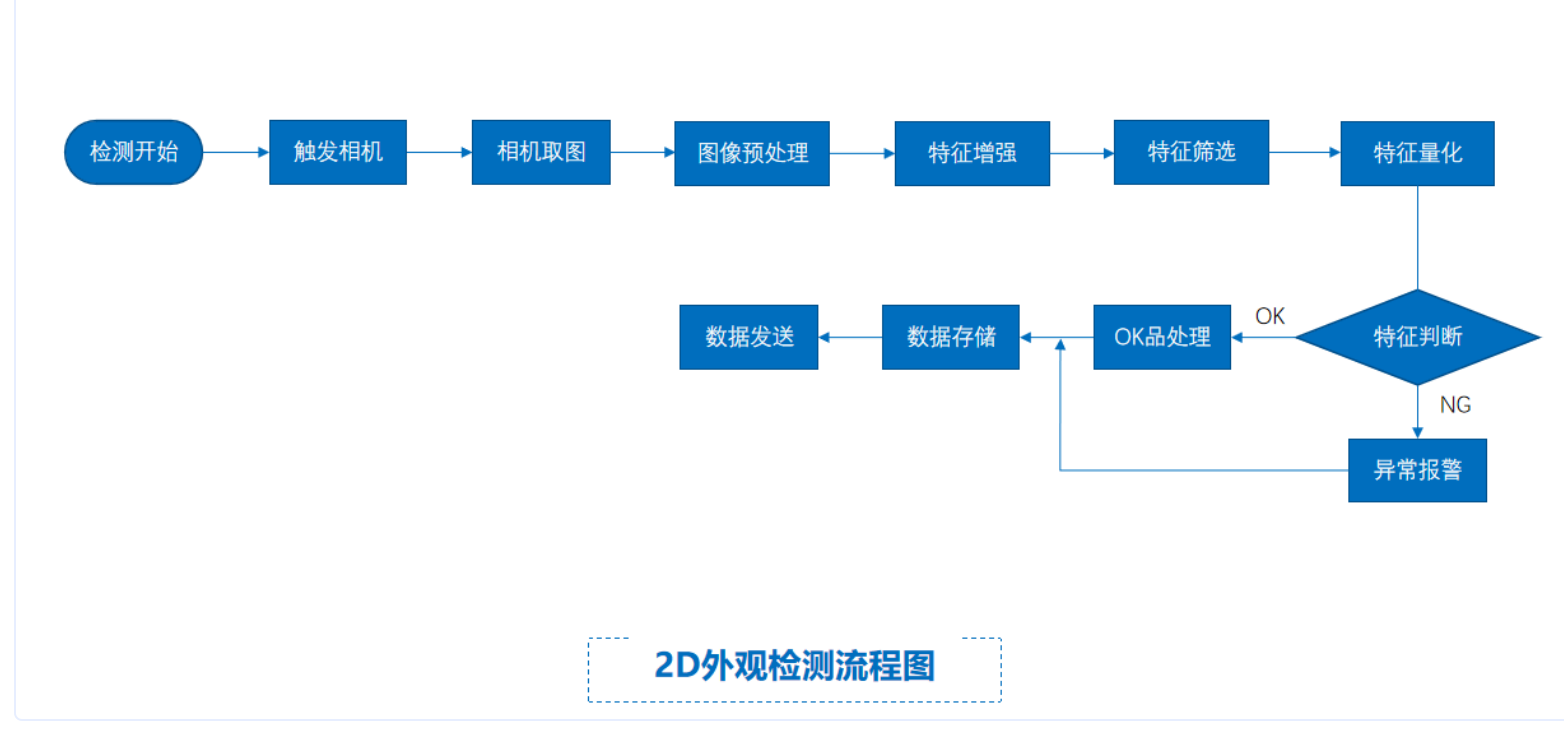 检测开始
触发相机
相机取图
图像预处理
特征增强
特征筛选
特征量化
数据发送
数据存储
OK品处理
OK
特征判断
NG
异常报警
2D外观检测流程图